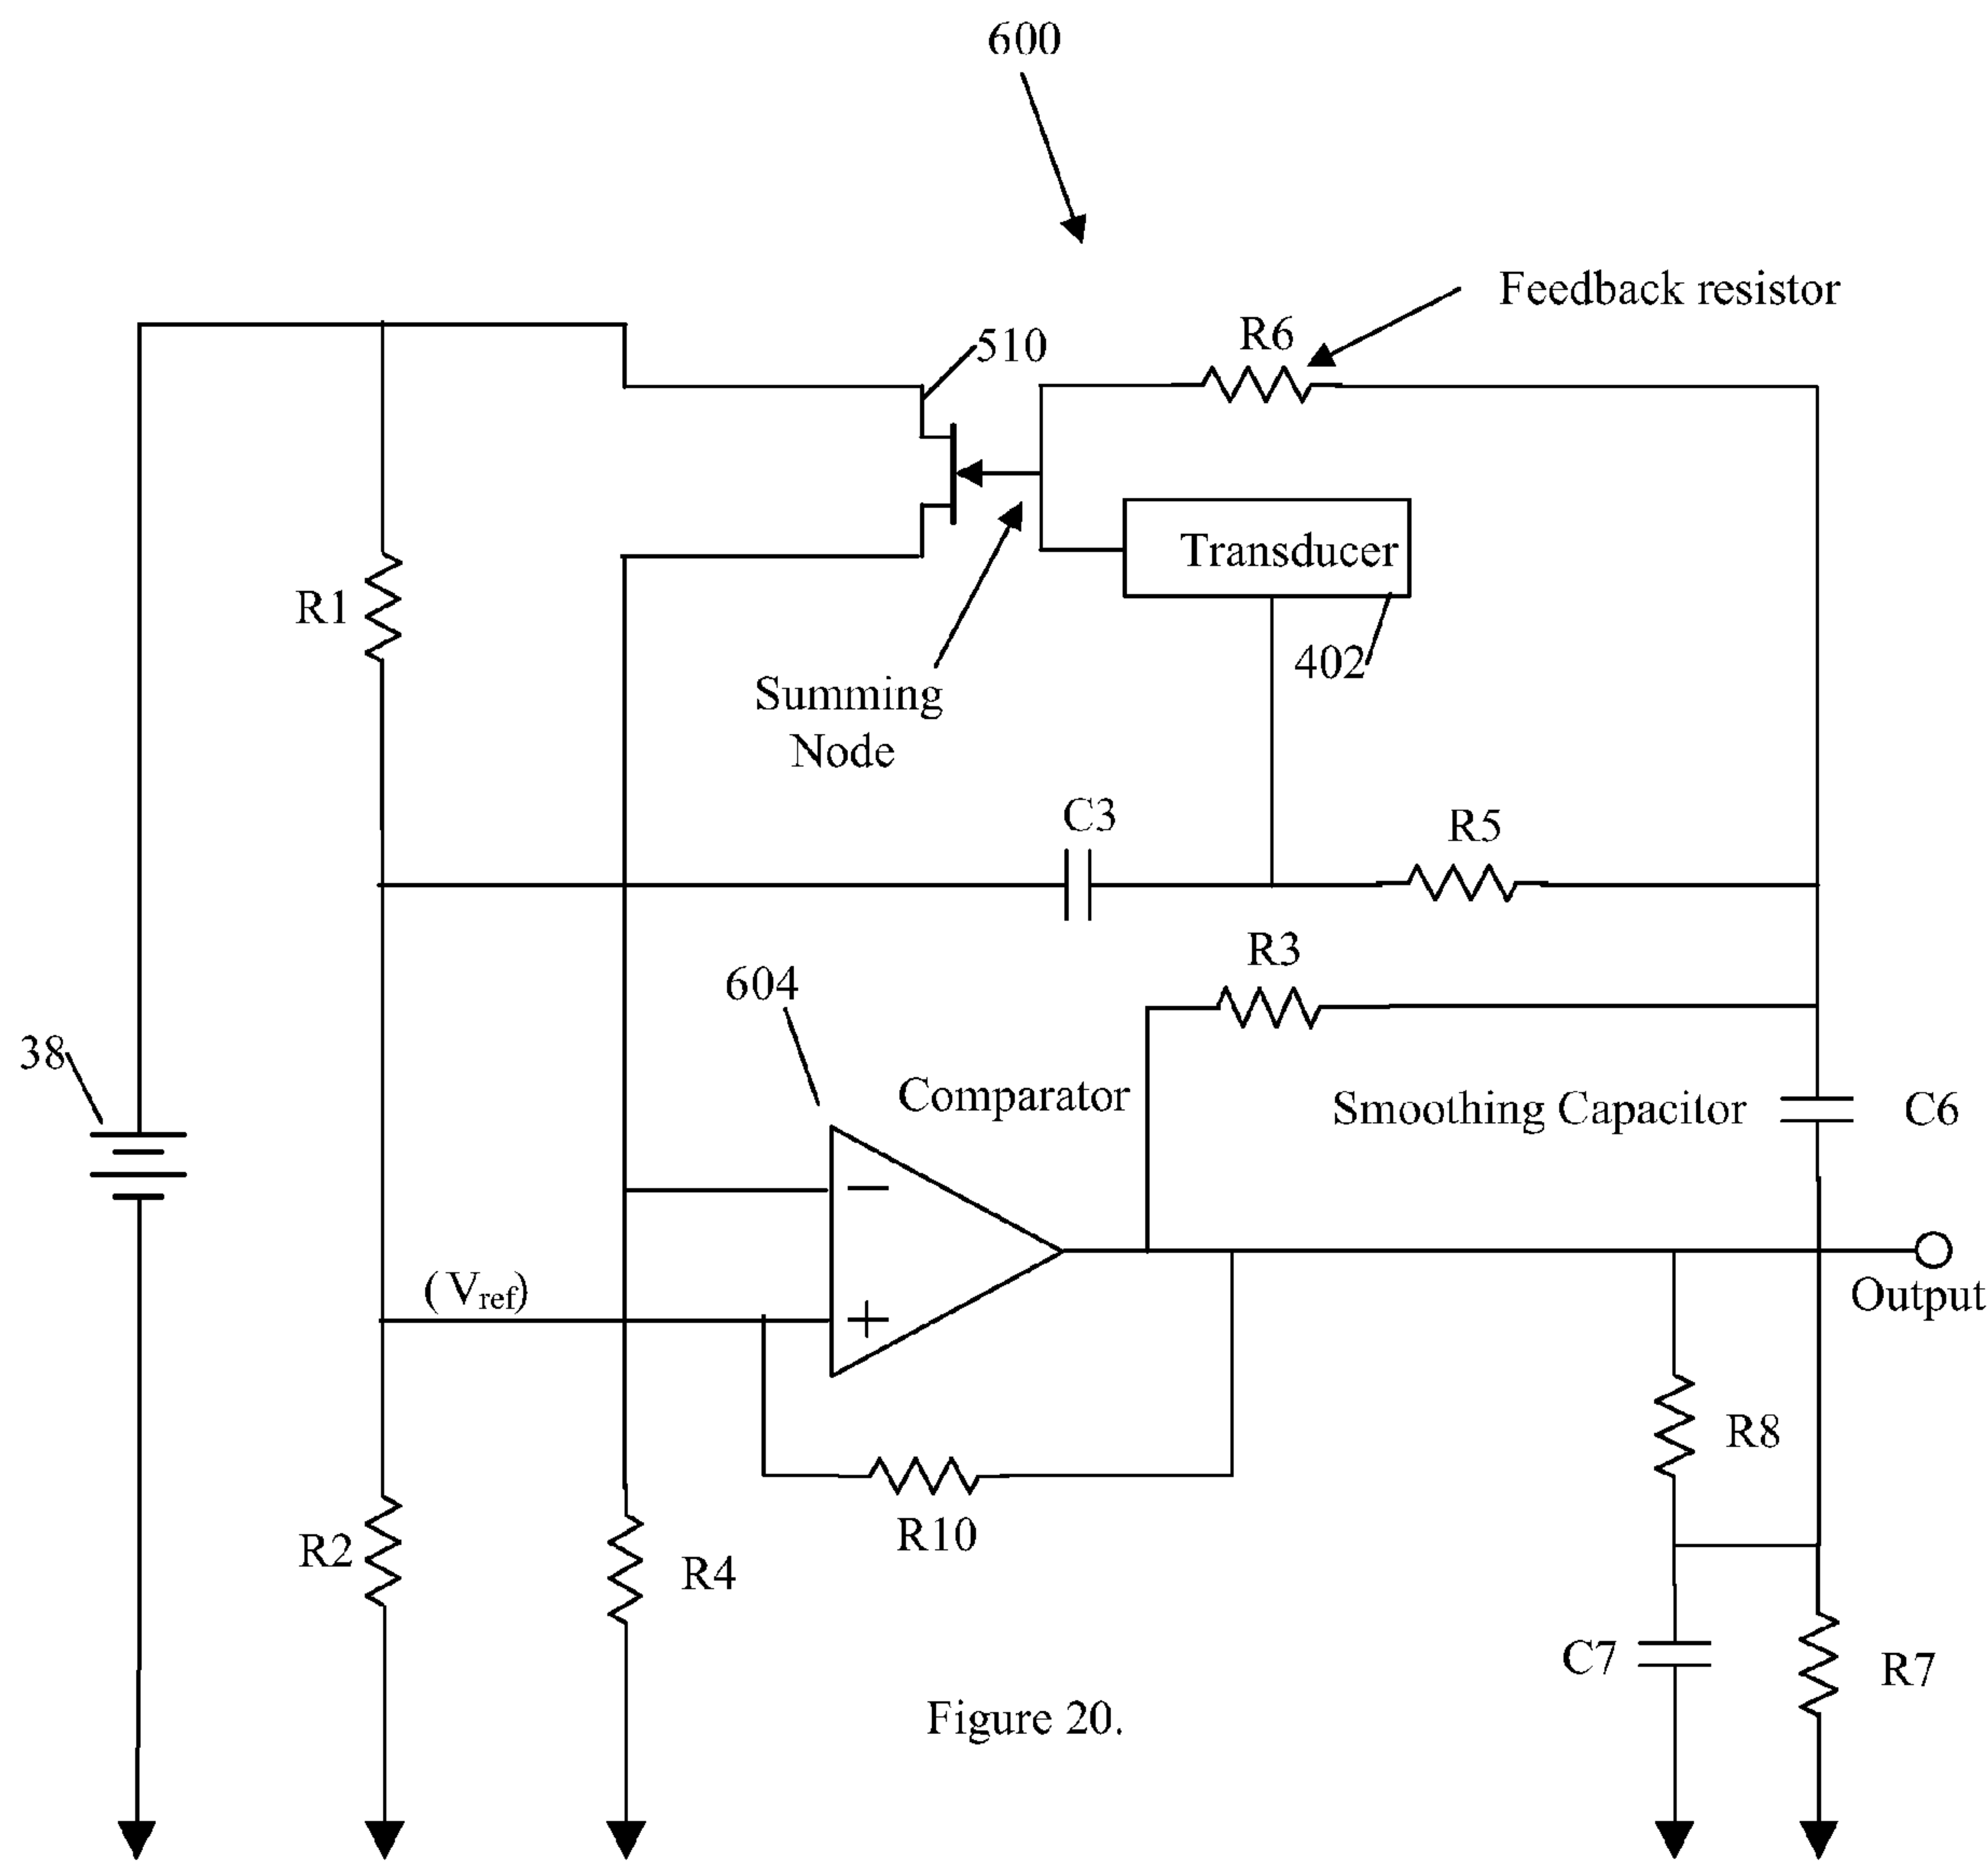 600
Feedback resistor
R6
510
Transducer
R1
402
Summing
Node
C3
R5
R3
604
38
Comparator
Smoothing Capacitor
C6
−
(Vref)
+
Output
R8
R10
R2
R4
C7
R7
Figure 20.